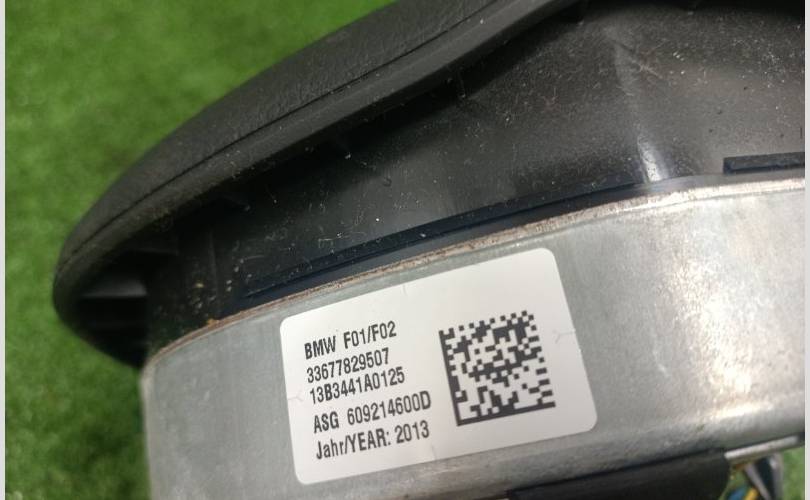 BMW F01/F02
33677829507
13B3441A0125
ASG 609214600D
Jahr/YEAR: 2013